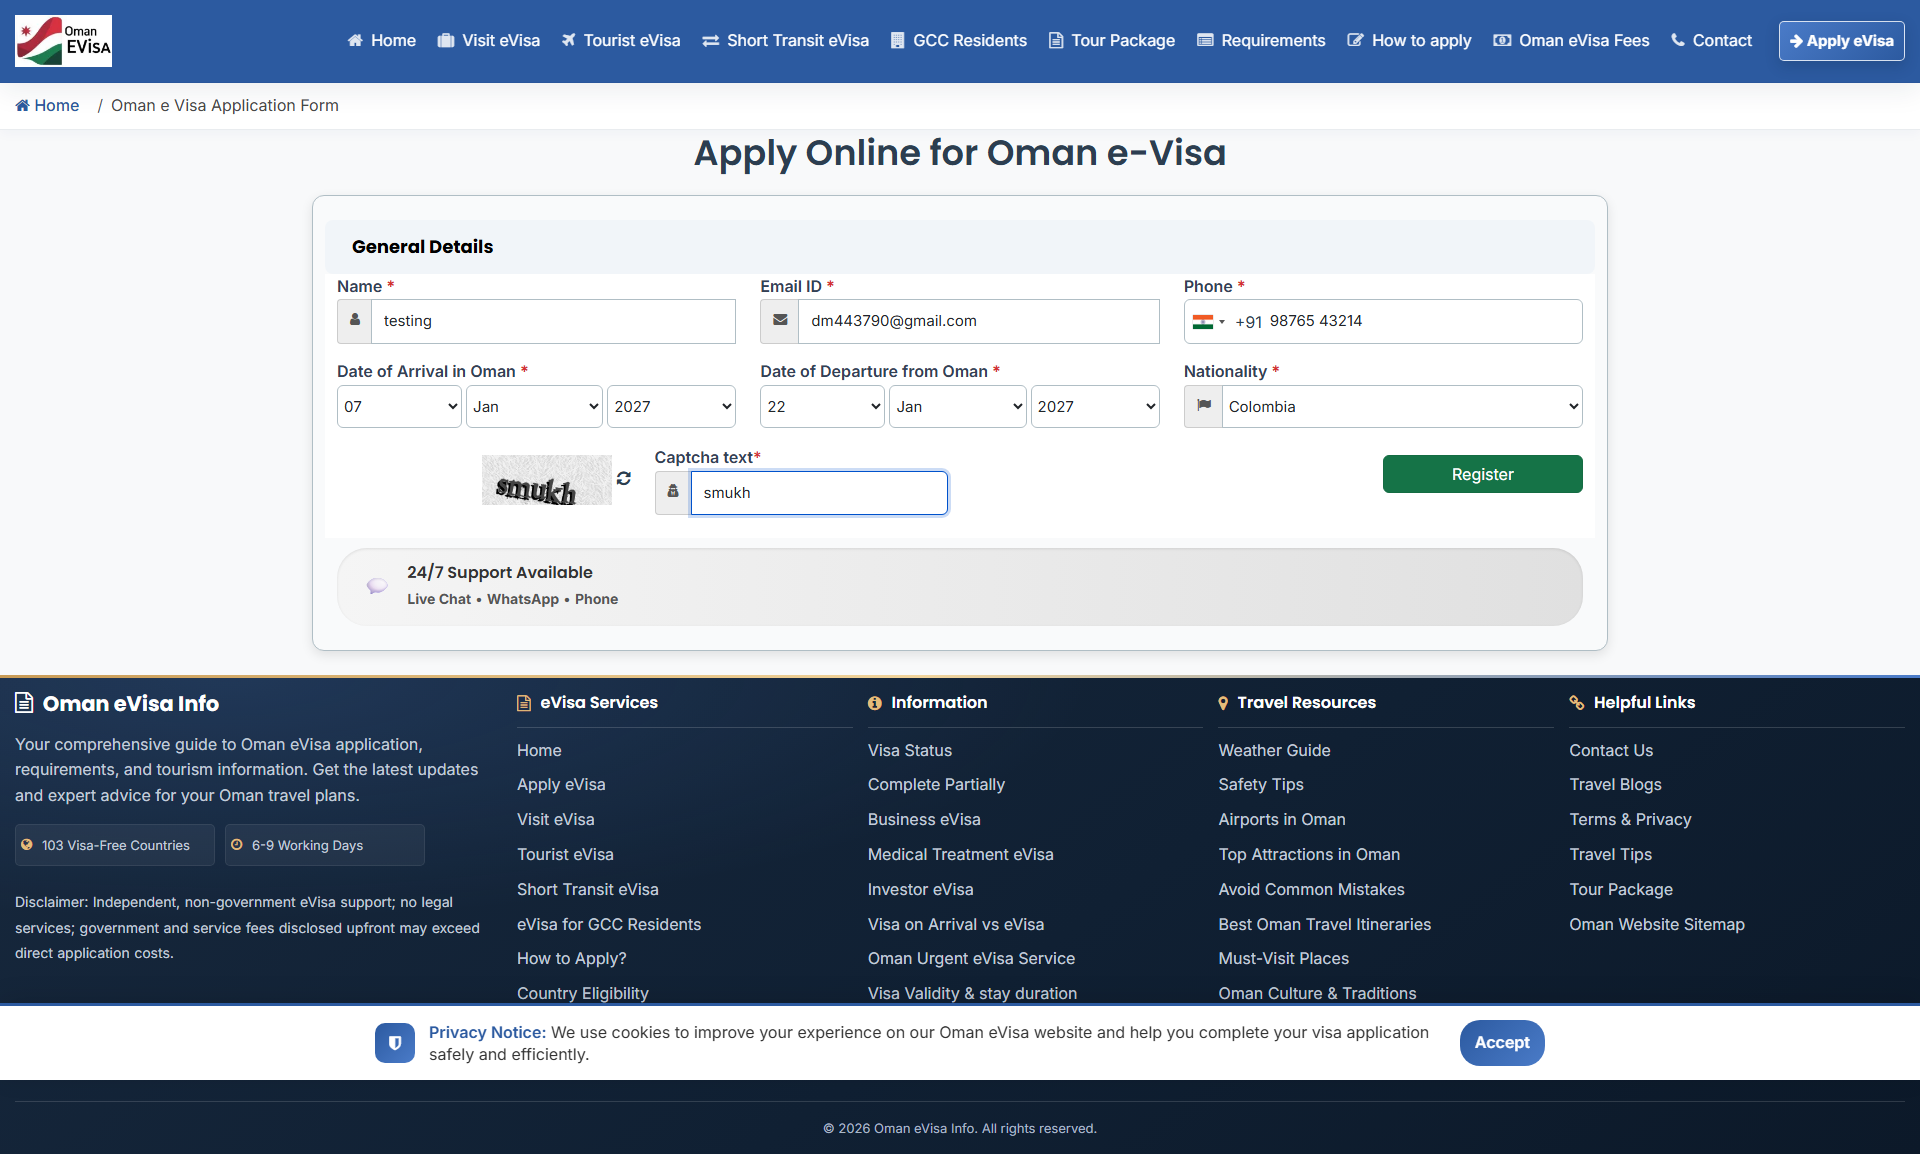 Oman
EVisa
Home
Visit eVisa
Tourist eVisa
Short Transit eVisa
GCC Residents
Tour Package
Requirements
How to apply
Oman eVisa Fees
Contact
Apply eVisa
Home / Oman e Visa Application Form
Apply Online for Oman e-Visa
General Details
Name *
testing
Email ID *
dm443790@gmail.com
Phone *
+91 98765 43214
Date of Arrival in Oman *
07 Jan 2027
Date of Departure from Oman *
22 Jan 2027
Nationality *
Colombia
smukh
Captcha text*
smukh
Register
24/7 Support Available
Live Chat • WhatsApp • Phone
Oman eVisa Info
Your comprehensive guide to Oman eVisa application,
requirements, and tourism information. Get the latest updates
and expert advice for your Oman travel plans.
103 Visa-Free Countries
6-9 Working Days
Disclaimer: Independent, non-government eVisa support; no legal
services; government and service fees disclosed upfront may exceed
direct application costs.
eVisa Services
Home
Apply eVisa
Visit eVisa
Tourist eVisa
Short Transit eVisa
eVisa for GCC Residents
How to Apply?
Country Eligibility
Information
Visa Status
Complete Partially
Business eVisa
Medical Treatment eVisa
Investor eVisa
Visa on Arrival vs eVisa
Oman Urgent eVisa Service
Visa Validity & stay duration
Travel Resources
Weather Guide
Safety Tips
Airports in Oman
Top Attractions in Oman
Avoid Common Mistakes
Best Oman Travel Itineraries
Must-Visit Places
Oman Culture & Traditions
Helpful Links
Contact Us
Travel Blogs
Terms & Privacy
Travel Tips
Tour Package
Oman Website Sitemap
Privacy Notice: We use cookies to improve your experience on our Oman eVisa website and help you complete your visa application
safely and efficiently.
Accept
© 2026 Oman eVisa Info. All rights reserved.